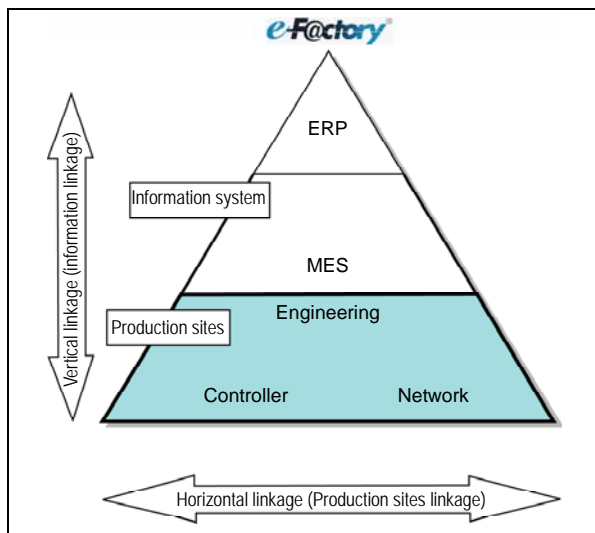 e-F@ctory®
ERP
Information system
MES
Engineering
Production sites
Controller Network
Vertical linkage (information linkage)
Horizontal linkage (Production sites linkage)